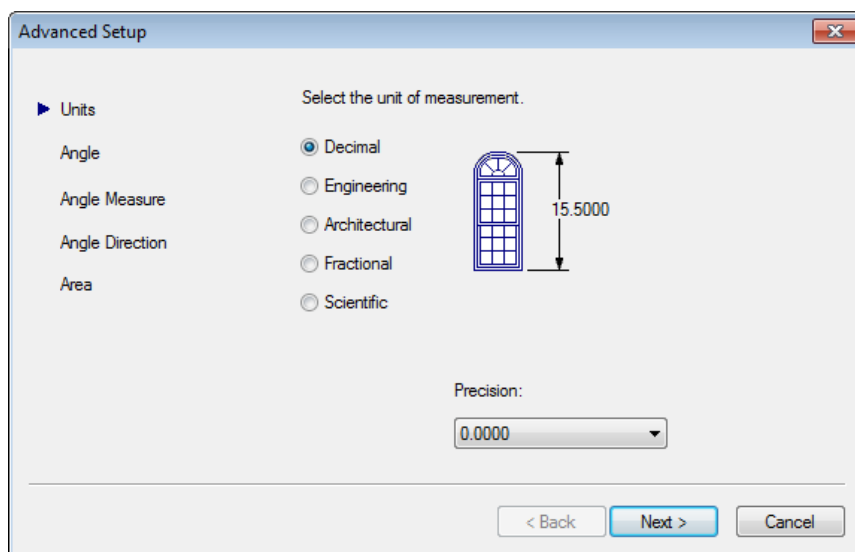 Advanced Setup
Units
Angle
Angle Measure
Angle Direction
Area
Select the unit of measurement.
Decimal
Engineering
Architectural
Fractional
Scientific
15.5000
Precision:
0.0000
< Back
Next >
Cancel